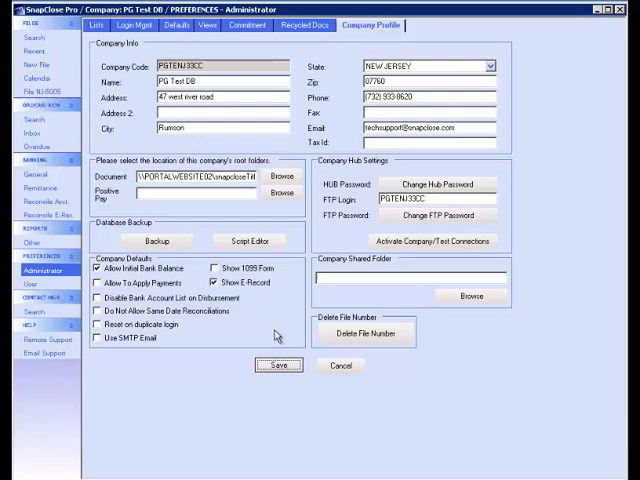 SnapClose Pro / Company: PG Test DB / PREFERENCES - Administrator
FILES
Search
Recent
New File
Calendar
File NJ-5005
ORDERS/REM
Search
Inbox
Overdue
BANKING
General
Remittance
Reconcile Acct.
Reconcile E-Rec.
REPORTS
Other
PREFERENCES
Administrator
User
CONTACT HUB
Search
HELP
Remote Support
Email Support
Lists
Login Mgmt
Defaults
Views
Commitment
Recycled Docs
Company Profile
Company Info
Company Code: PGTENJ33CC
Name: PG Test DB
Address: 47 west river road
Address 2:
City: Rumson
State: NEW JERSEY
Zip: 07760
Phone: (732) 933-8620
Fax:
Email: techsupport@snapclose.com
Tax Id:
Please select the location of this company's root folders.
Document \\PORTALWEBSITE02\snapcloseTitl Browse
Positive Pay Browse
Company Hub Settings
HUB Password: Change Hub Password
FTP Login: PGTENJ33CC
FTP Password: Change FTP Password
Activate Company/Test Connections
Database Backup
Backup Script Editor
Company Defaults
Allow Initial Bank Balance Show 1099 Form
Allow To Apply Payments Show E-Record
Disable Bank Account List on Disbursement
Do Not Allow Same Date Reconciliations
Reset on duplicate login
Use SMTP Email
Company Shared Folder
Browse
Delete File Number
Delete File Number
Save Cancel